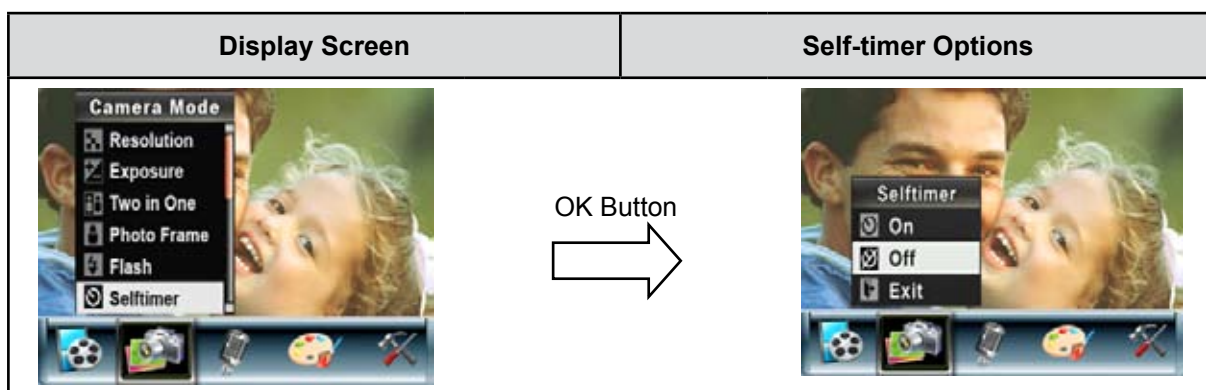 Display Screen
Self-timer Options
Camera Mode
Resolution
Exposure
Two in One
Photo Frame
Flash
Selftimer
OK Button
Selftimer
On
Off
Exit